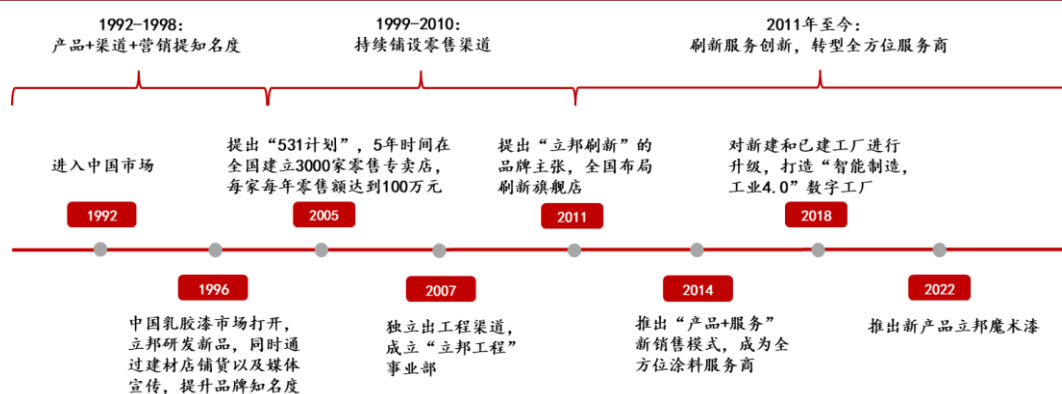 1992-1998：
产品+渠道+营销提知名度
1999-2010：
持续铺设零售渠道
2011年至今：
刷新服务创新，转型全方位服务商
进入中国市场
提出“531计划”，5年时间在
全国建立3000家零售专卖店，
每家每年零售额达到100万元
提出“立邦刷新”的
品牌主张，全国布局
刷新旗舰店
对新建和已建工厂进行
升级，打造“智能制造，
工业4.0”数字工厂
1992
2005
2011
2018
1996
2007
2014
2022
中国乳胶漆市场打开，
立邦研发新品，同时通
过建材店铺货以及媒体
宣传，提升品牌知名度
独立出工程渠道，
成立“立邦工程”
事业部
推出“产品+服务”
新销售模式，成为全
方位涂料服务商
推出新产品立邦魔术漆